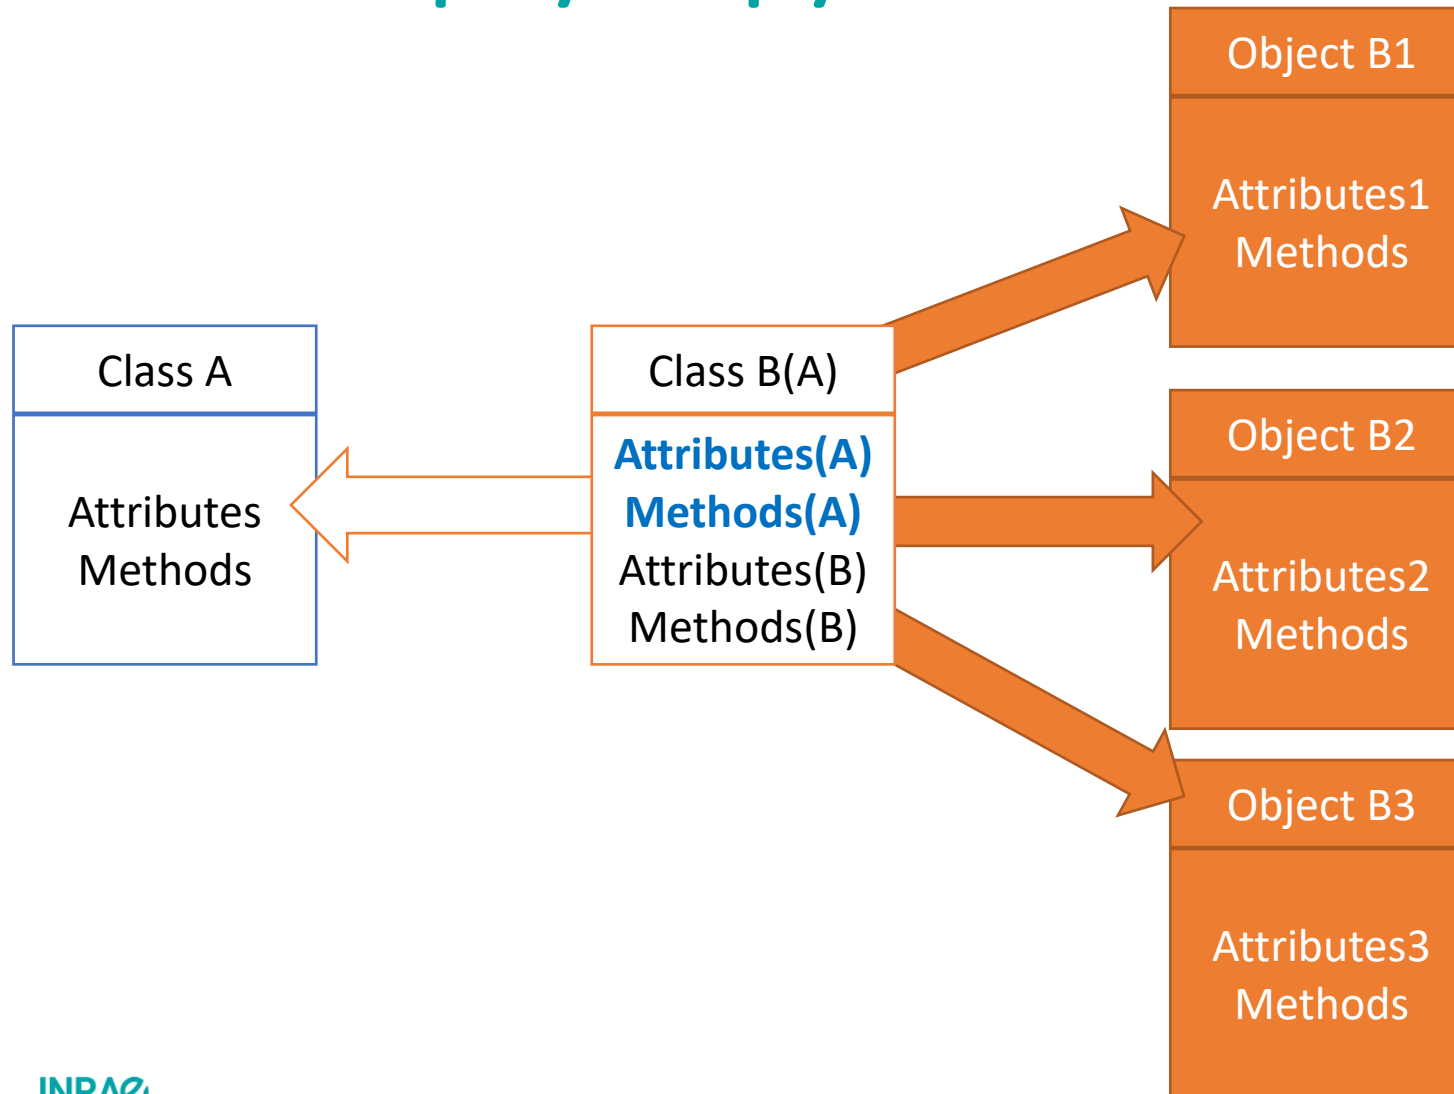 Object B1
Attributes1
Methods
Class A
Attributes
Methods
Class B(A)
Attributes(A)
Methods(A)
Attributes(B)
Methods(B)
Object B2
Attributes2
Methods
Object B3
Attributes3
Methods